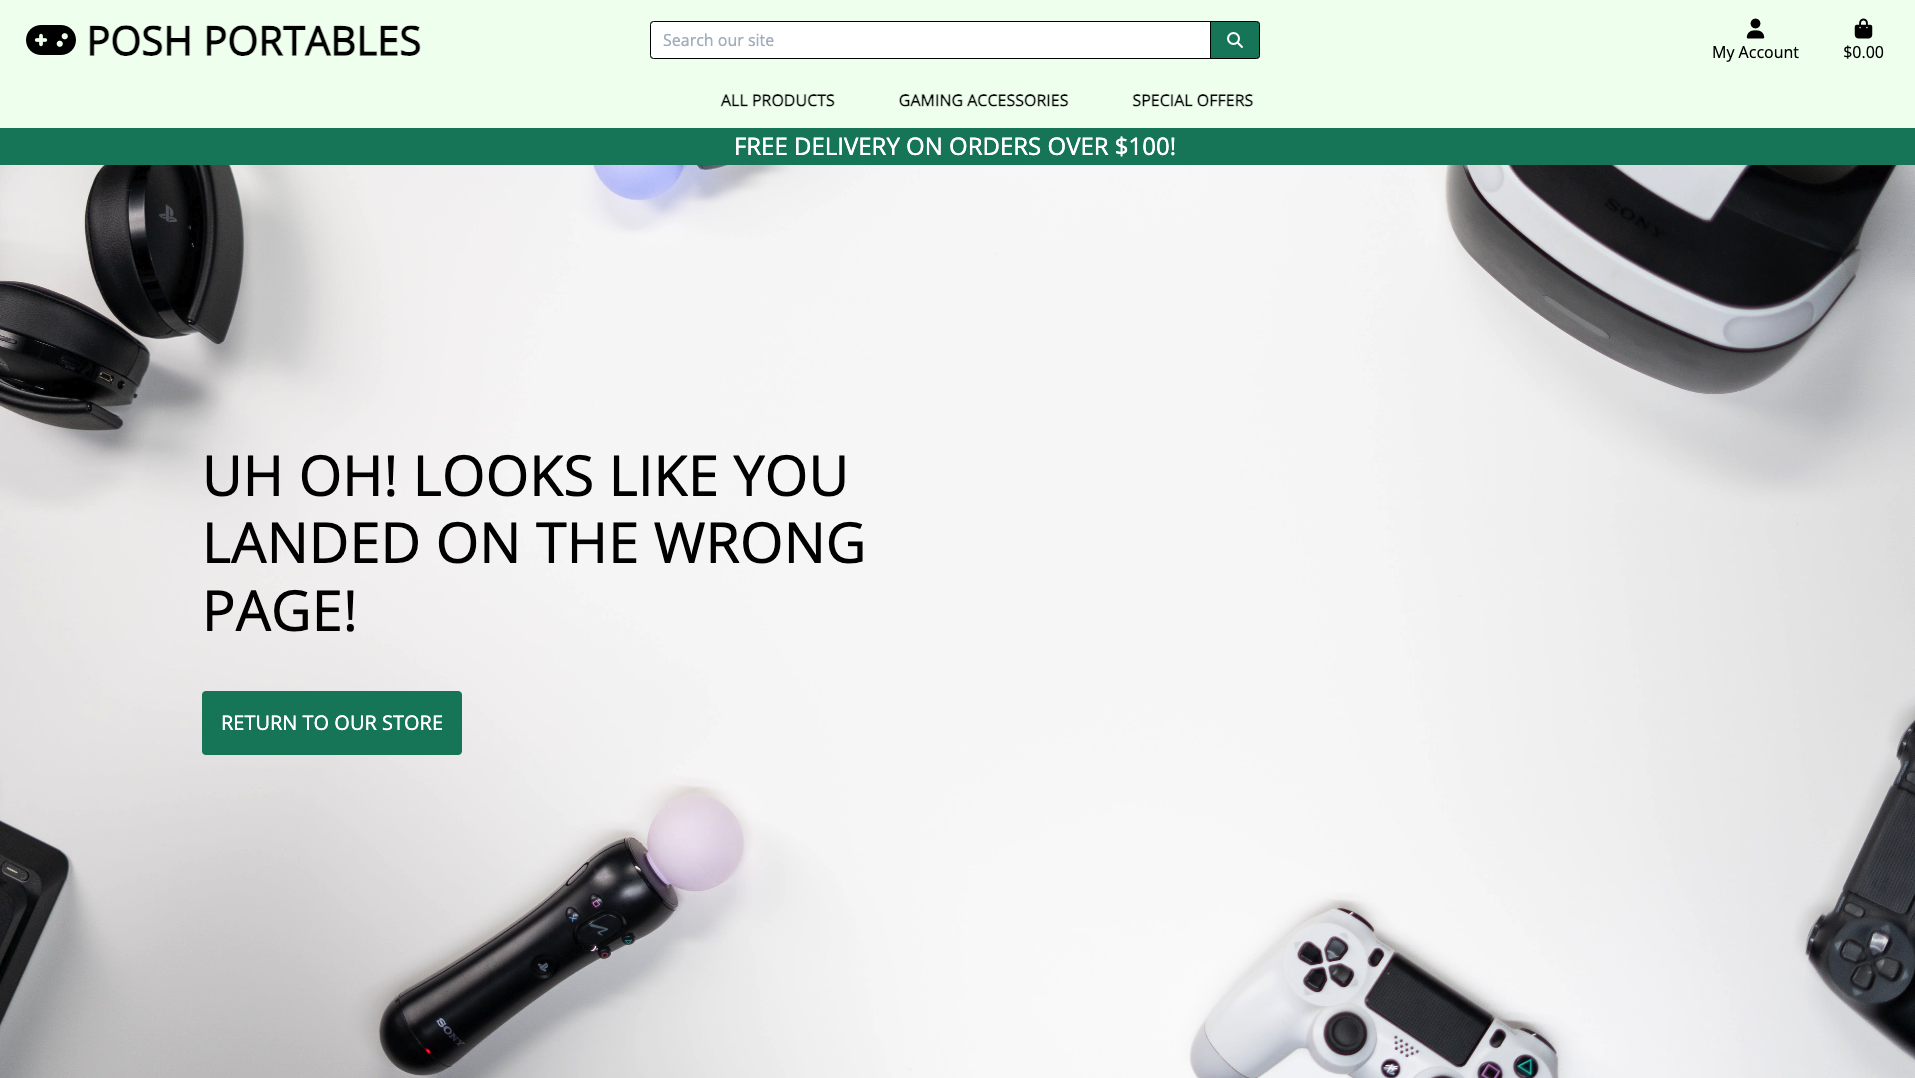 POSH PORTABLES
Search our site
My Account
$0.00
ALL PRODUCTS
GAMING ACCESSORIES
SPECIAL OFFERS
FREE DELIVERY ON ORDERS OVER $100!
SONY
UH OH! LOOKS LIKE YOU
LANDED ON THE WRONG
PAGE!
RETURN TO OUR STORE
SONY